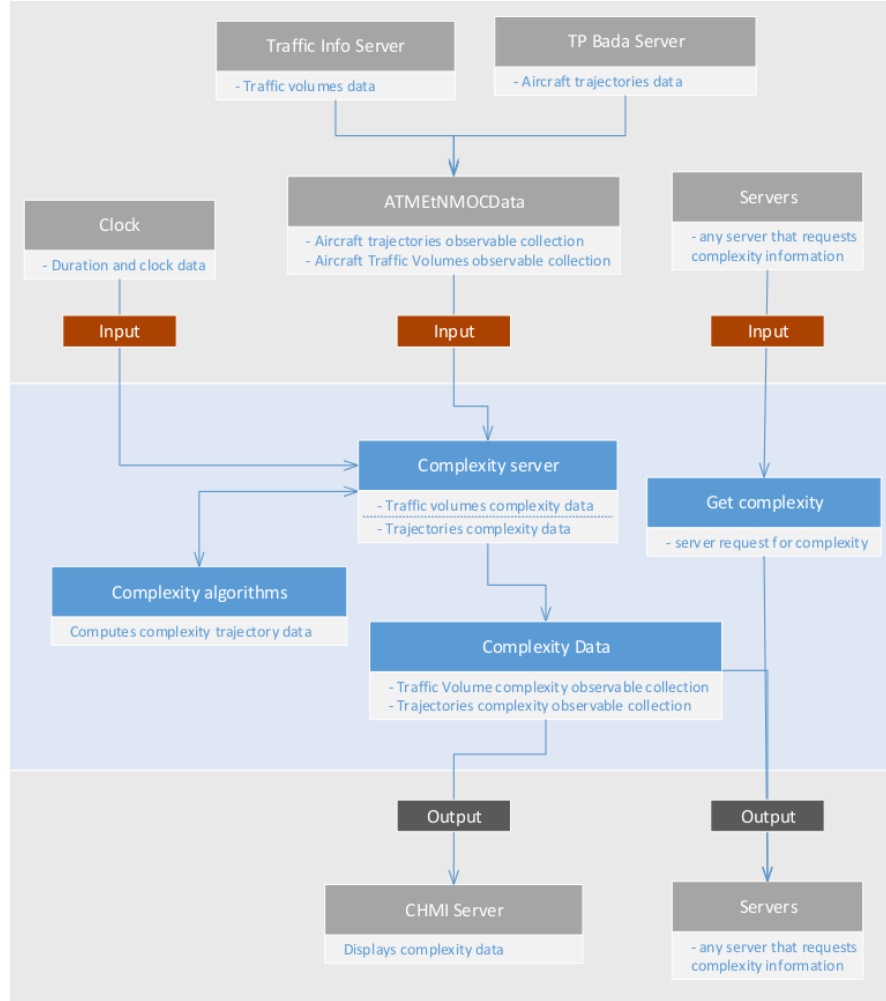 Traffic Info Server
- Traffic volumes data
TP Bada Server
- Aircraft trajectories data
Clock
- Duration and clock data
ATMEtNMOCData
- Aircraft trajectories observable collection
- Aircraft Traffic Volumes observable collection
Servers
- any server that requests
complexity information
Input
Input
Input
Complexity server
- Traffic volumes complexity data
- Trajectories complexity data
Get complexity
- server request for complexity
Complexity algorithms
Computes complexity trajectory data
Complexity Data
- Traffic Volume complexity observable collection
- Trajectories complexity observable collection
Output
Output
CHMI Server
Displays complexity data
Servers
- any server that requests
complexity information